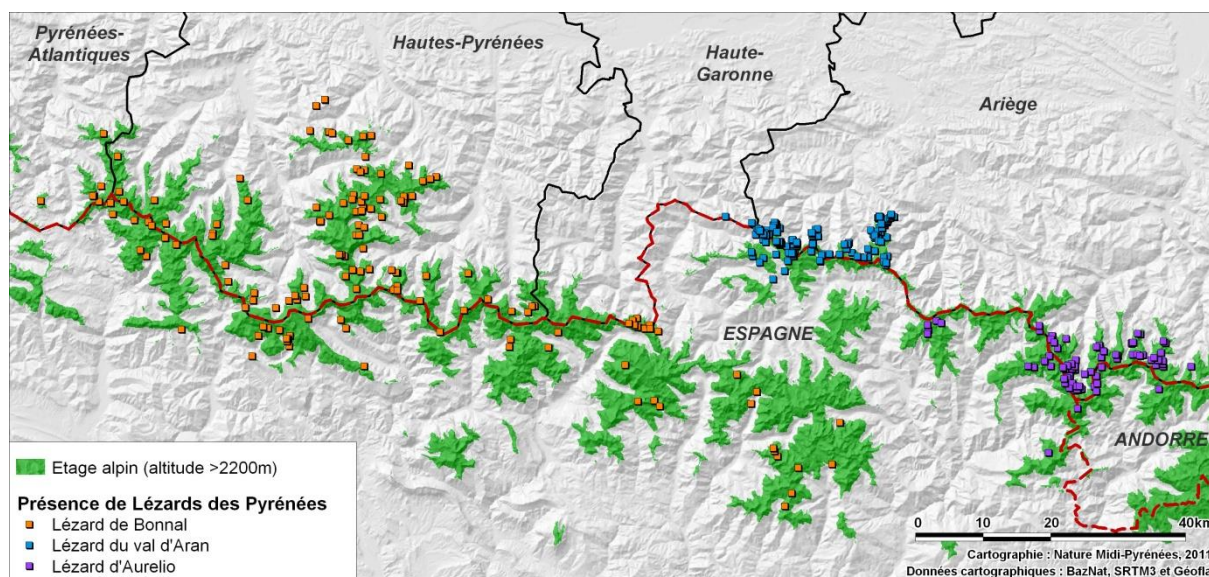 Pyrénées-
Atlantiques
Hautes-Pyrénées
Haute-
Garonne
Ariège
ESPAGNE
ANDORRE
Etage alpin (altitude >2200m)
Présence de Lézards des Pyrénées
Lézard de Bonnal
Lézard du val d'Aran
Lézard d'Aurelio
0 10 20 40km
Cartographie : Nature Midi-Pyrénées, 2011
Données cartographiques : BazNat, SRTM3 et Géofla